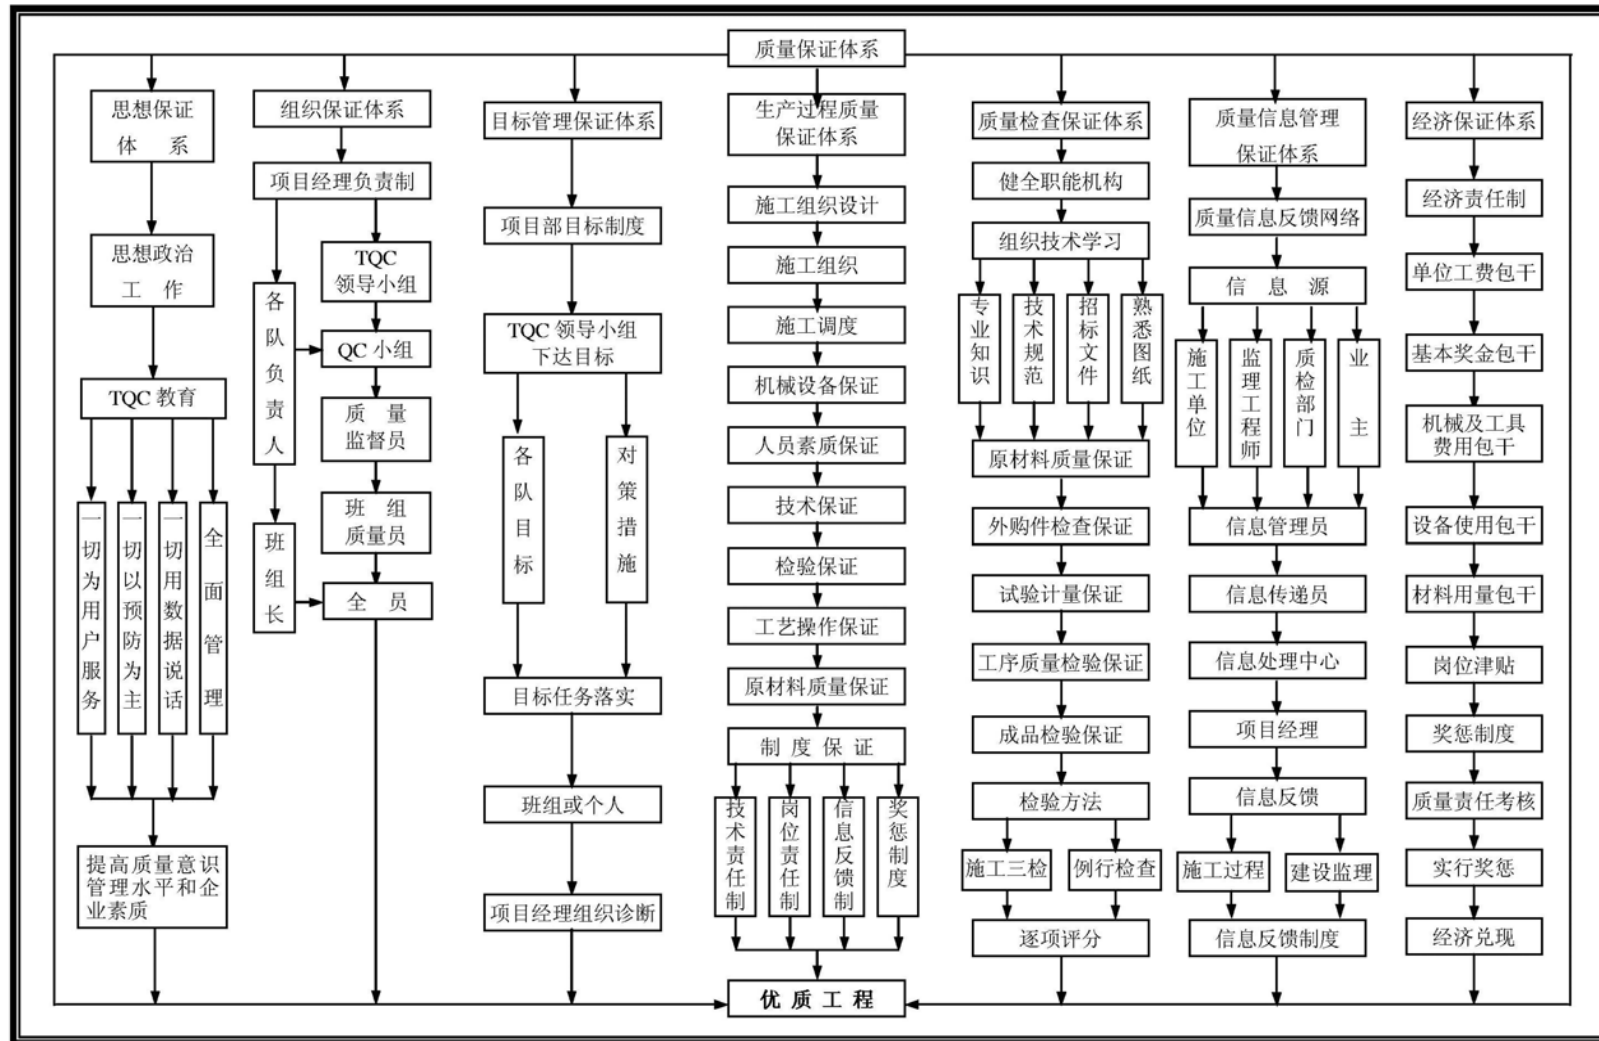 质量保证体系
思想保证
体 系
思想政治
工 作
TQC 教育
一切为用户服务
一切以预防为主
一切用数据说话
全面管理
提高质量意识
管理水平和企
业素质
组织保证体系
项目经理负责制
各队负责人
班组长
TQC
领导小组
QC 小组
质 量
监督员
班 组
质量员
全 员
目标管理保证体系
项目部目标制度
TQC 领导小组
下达目标
各队目标
对策措施
目标任务落实
班组或个人
项目经理组织诊断
生产过程质量
保证体系
施工组织设计
施工组织
施工调度
机械设备保证
人员素质保证
技术保证
检验保证
工艺操作保证
原材料质量保证
制 度 保 证
技术责任制
岗位责任制
信息反馈制
奖惩制度
质量检查保证体系
健全职能机构
组织技术学习
专业知识
技术规范
招标文件
熟悉图纸
原材料质量保证
外购件检查保证
试验计量保证
工序质量检验保证
成品检验保证
检验方法
施工三检
例行检查
逐项评分
质量信息管理
保证体系
质量信息反馈网络
信 息 源
施工单位
监理工程师
质检部门
业主
信息管理员
信息传递员
信息处理中心
项目经理
信息反馈
施工过程
建设监理
信息反馈制度
经济保证体系
经济责任制
单位工费包干
基本奖金包干
机械及工具
费用包干
设备使用包干
材料用量包干
岗位津贴
奖惩制度
质量责任考核
实行奖惩
经济兑现
优 质 工 程